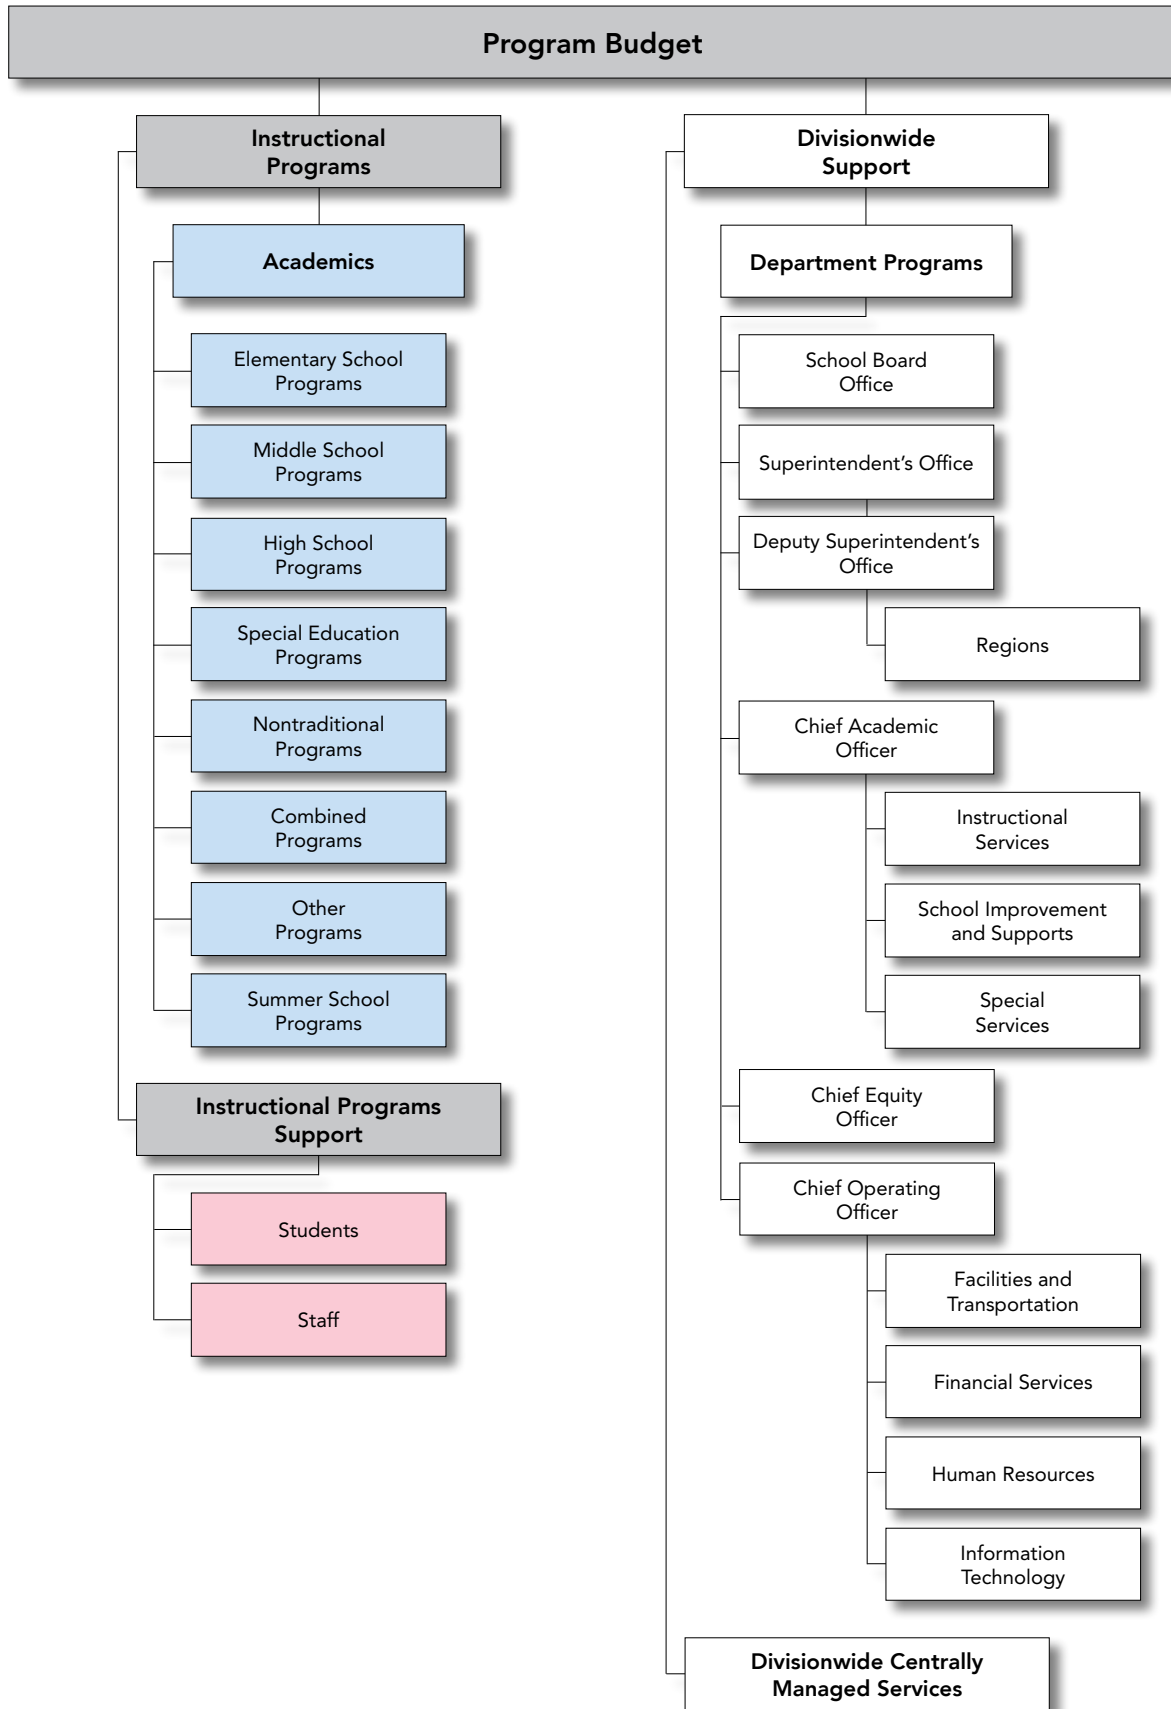 Program Budget
Instructional
Programs
Academics
Elementary School
Programs
Middle School
Programs
High School
Programs
Special Education
Programs
Nontraditional
Programs
Combined
Programs
Other
Programs
Summer School
Programs
Instructional Programs
Support
Students
Staff
Divisionwide
Support
Department Programs
School Board
Office
Superintendent’s Office
Deputy Superintendent’s
Office
Regions
Chief Academic
Officer
Instructional
Services
School Improvement
and Supports
Special
Services
Chief Equity
Officer
Chief Operating
Officer
Facilities and
Transportation
Financial Services
Human Resources
Information
Technology
Divisionwide Centrally
Managed Services